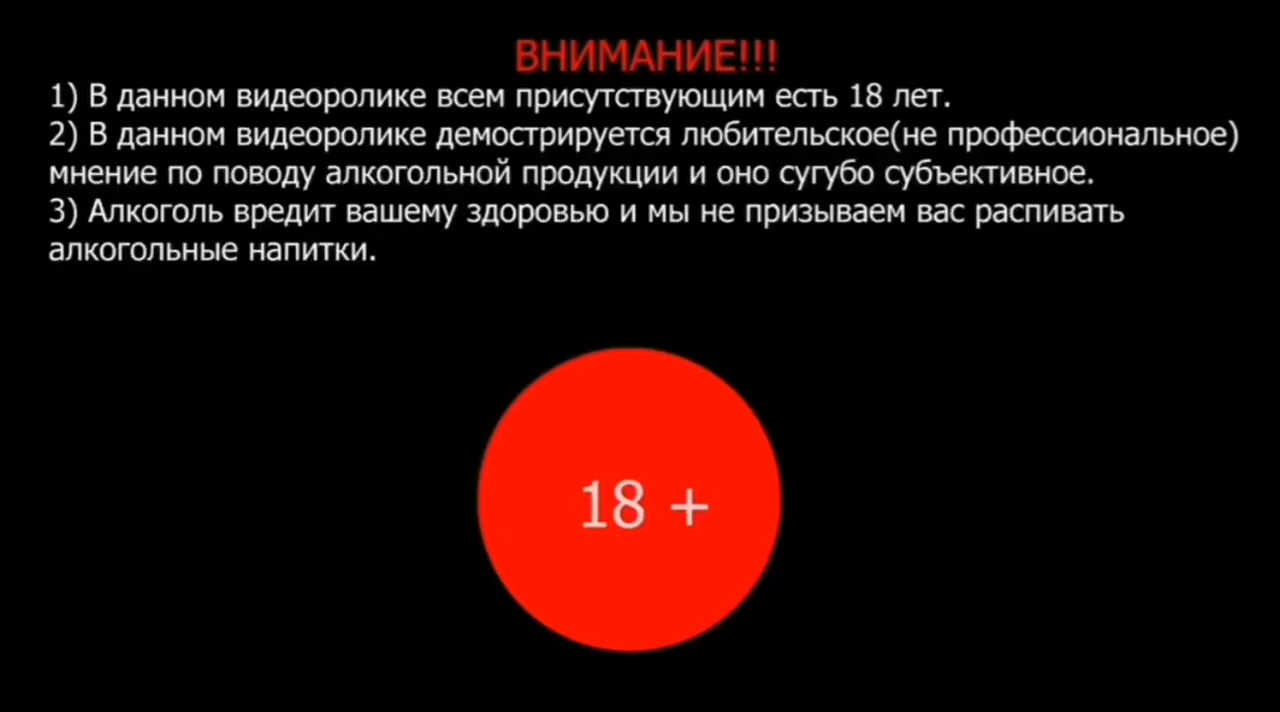 ВНИМАНИЕ!!!
1) В данном видеоролике всем присутствующим есть 18 лет.
2) В данном видеоролике демострируется любительское(не профессиональное)
мнение по поводу алкогольной продукции и оно сугубо субъективное.
3) Алкоголь вредит вашему здоровью и мы не призываем вас распивать
алкогольные напитки.
18 +